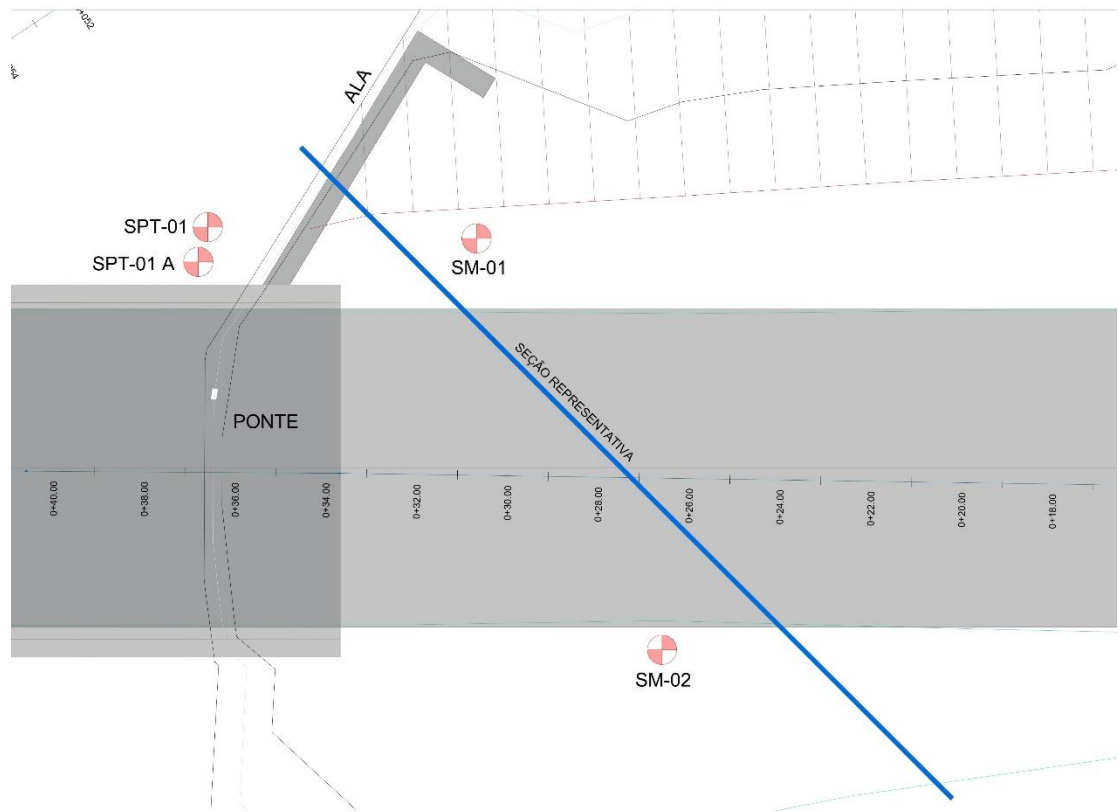 +052
ALA
SPT-01
SPT-01 A
SM-01
SEÇÃO REPRESENTATIVA
PONTE
0+40.00
0+38.00
0+36.00
0+34.00
0+32.00
0+30.00
0+28.00
0+26.00
0+24.00
0+22.00
0+20.00
0+18.00
SM-02